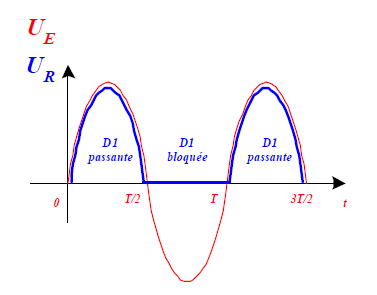 U_E
U_R
D1
passante
D1
bloquée
D1
passante
0
T/2
T
3T/2
t